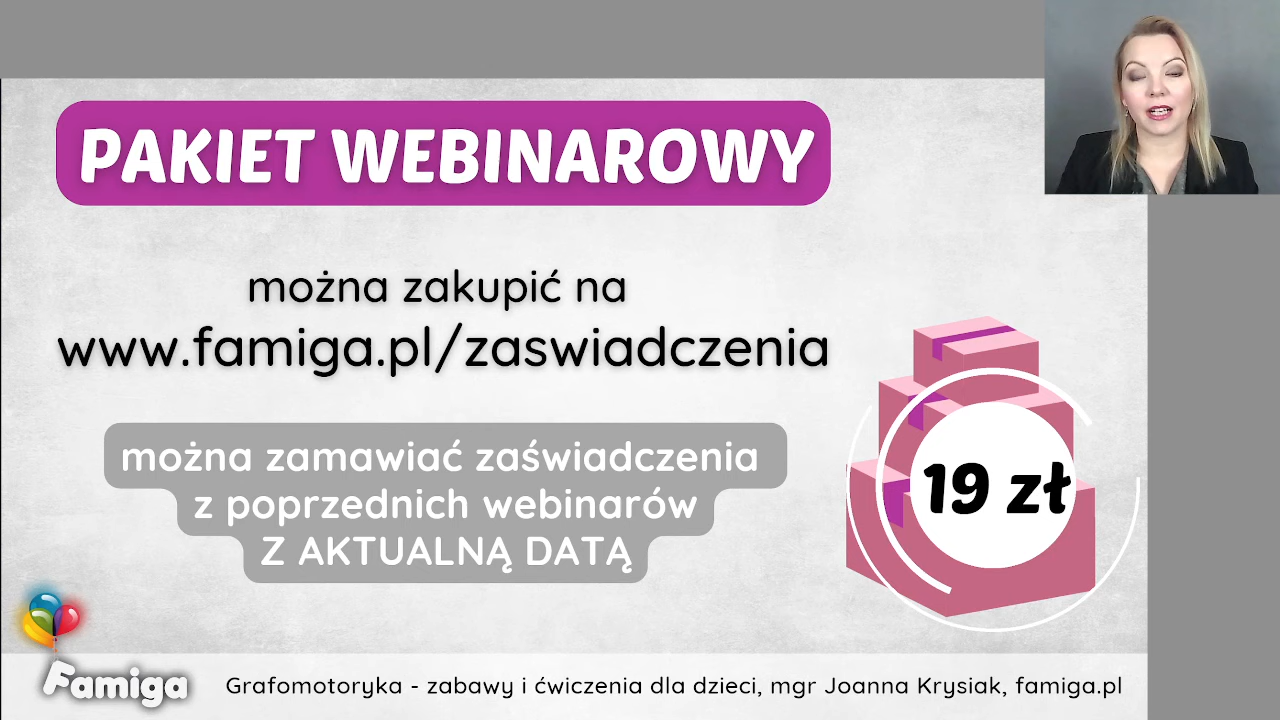 PAKIET WEBINAROWY
można zakupić na
www.famiga.pl/zaswiadczenia
można zamawiać zaświadczenia
z poprzednich webinarów
Z AKTUALNĄ DATĄ
19 zł
Famiga
Grafomotoryka - zabawy i ćwiczenia dla dzieci, mgr Joanna Krysiak, famiga.pl